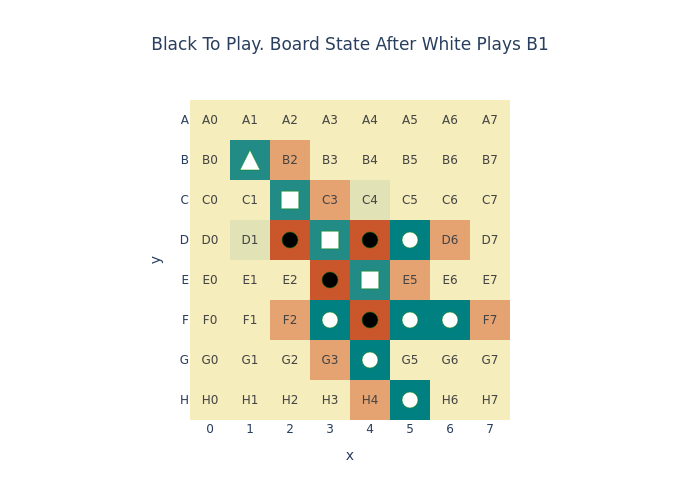 Black To Play. Board State After White Plays B1
A A0 A1 A2 A3 A4 A5 A6 A7
B B0 B2 B3 B4 B5 B6 B7
C C0 C1 C3 C4 C5 C6 C7
D D0 D1 D6 D7
y
E E0 E1 E2 E5 E6 E7
F F0 F1 F2 F7
G G0 G1 G2 G3 G5 G6 G7
H H0 H1 H2 H3 H4 H6 H7
0 1 2 3 4 5 6 7
x